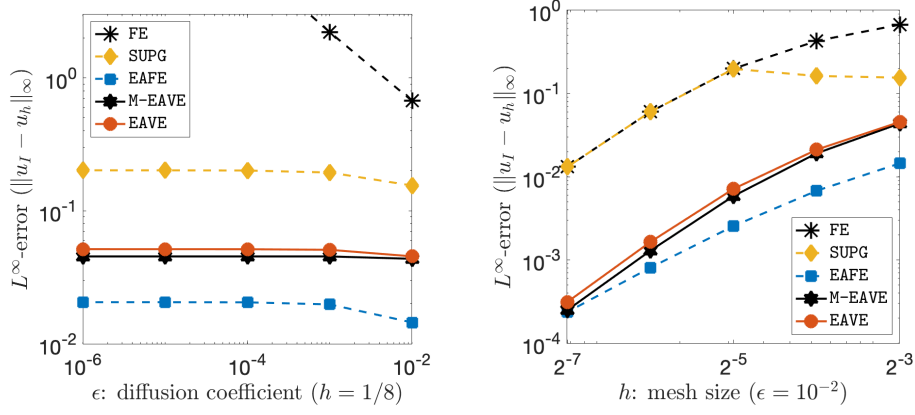 L^∞-error (‖u_I − u_h‖_∞)
10^0
10^-1
10^-2
FE
SUPG
EAFE
M-EAVE
EAVE
10^-6
10^-4
10^-2
ϵ: diffusion coefficient (h = 1/8)
L^∞-error (‖u_I − u_h‖_∞)
10^0
10^-1
10^-2
10^-3
10^-4
FE
SUPG
EAFE
M-EAVE
EAVE
2^-7
2^-5
2^-3
h: mesh size (ϵ = 10^−2)